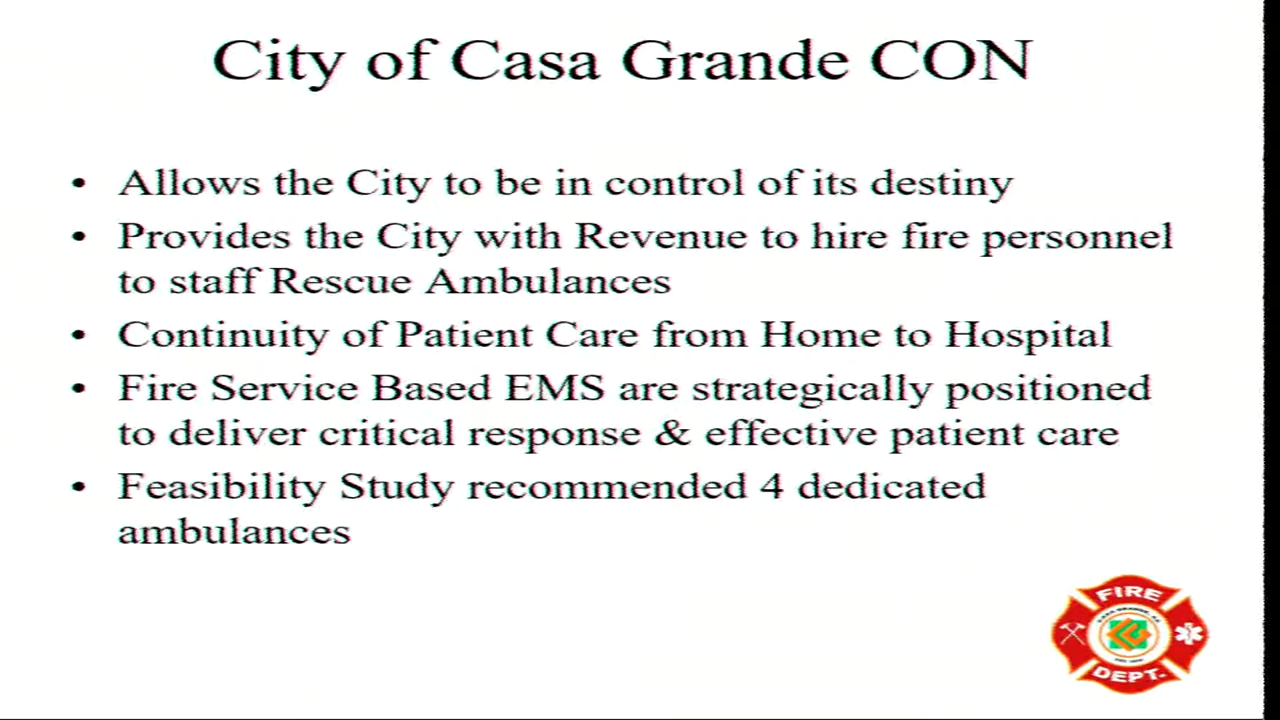 City of Casa Grande CON
• Allows the City to be in control of its destiny
• Provides the City with Revenue to hire fire personnel
to staff Rescue Ambulances
• Continuity of Patient Care from Home to Hospital
• Fire Service Based EMS are strategically positioned
to deliver critical response & effective patient care
• Feasibility Study recommended 4 dedicated
ambulances
FIRE
CASA GRANDE, AZ
DEPT.